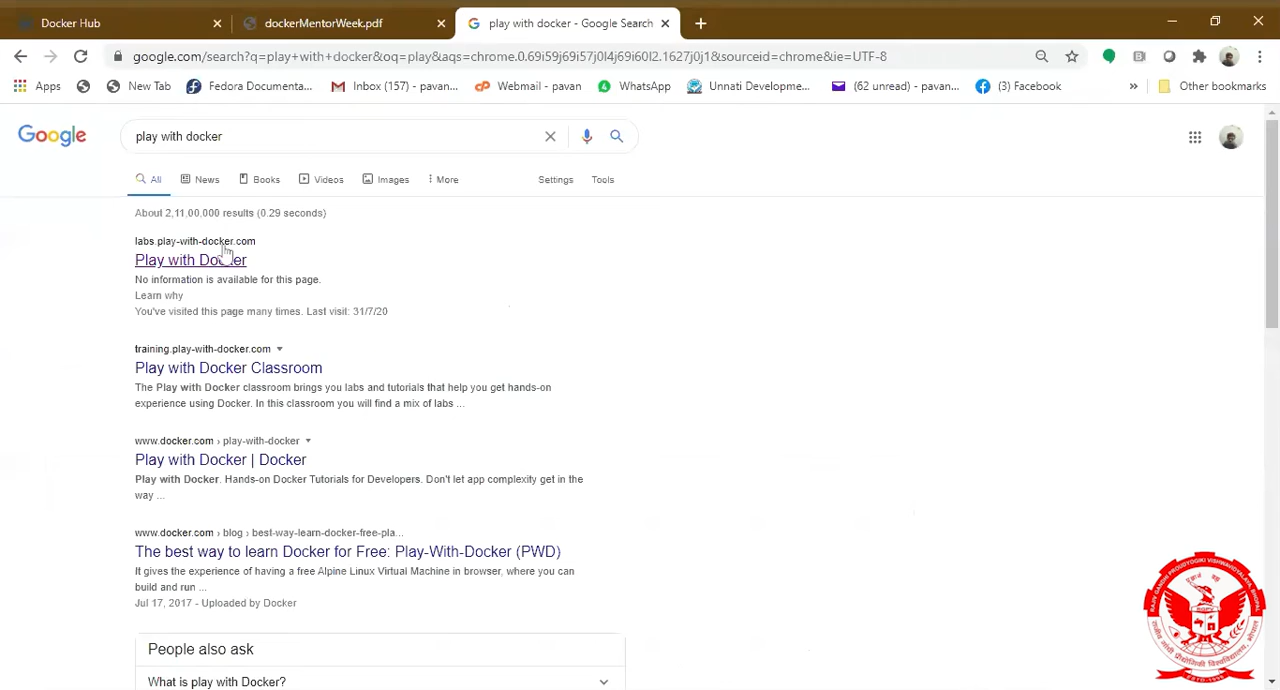 Docker Hub
dockerMentorWeek.pdf
play with docker - Google Search
google.com/search?q=play+with+docker&oq=play&aqs=chrome.0.69i59j69i57j0l4j69i60l2.1627j0j1&sourceid=chrome&ie=UTF-8
Apps
New Tab
Fedora Documenta...
Inbox (157) - pavan...
Webmail - pavan
WhatsApp
Unnati Developme...
(62 unread) - pavan...
(3) Facebook
»
Other bookmarks
Google
play with docker
All
News
Books
Videos
Images
More
Settings
Tools
About 2,11,00,000 results (0.29 seconds)
labs.play-with-docker.com
Play with Docker
No information is available for this page.
Learn why
You've visited this page many times. Last visit: 31/7/20
training.play-with-docker.com
Play with Docker Classroom
The Play with Docker classroom brings you labs and tutorials that help you get hands-on
experience using Docker. In this classroom you will find a mix of labs ...
www.docker.com › play-with-docker
Play with Docker | Docker
Play with Docker. Hands-on Docker Tutorials for Developers. Don't let app complexity get in the
way ...
www.docker.com › blog › best-way-learn-docker-free-pla...
The best way to learn Docker for Free: Play-With-Docker (PWD)
It gives the experience of having a free Alpine Linux Virtual Machine in browser, where you can
build and run ...
Jul 17, 2017 - Uploaded by Docker
People also ask
What is play with Docker?
RAJIV GANDHI PROUDYOGIKI VISHWAVIDYALAYA, BHOPAL